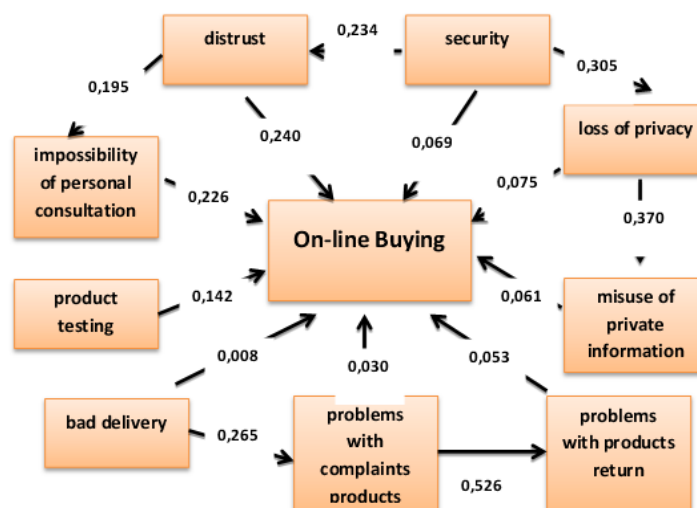 distrust
0,234
security
0,195
0,305
0,240
0,069
loss of privacy
impossibility
of personal
consultation
0,226
0,075
0,370
On-line Buying
product
testing
0,142
0,061
misuse of
private
information
0,008
0,030
0,053
bad delivery
0,265
problems
with
complaints
products
0,526
problems
with products
return